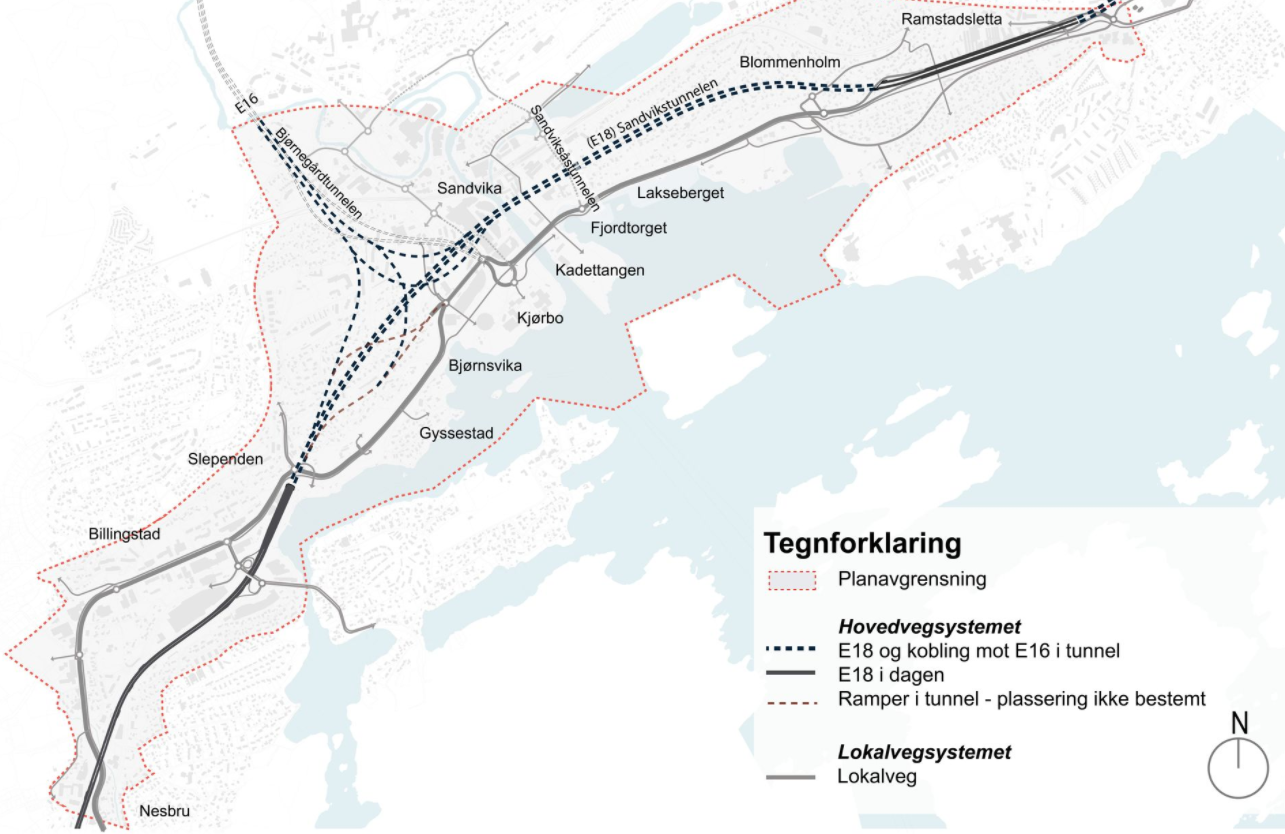 Ramstadsletta
Blommenholm
E16
(E18) Sandvikstunnelen
Sandviksåstunnelen
Bjørnegårdtunnelen
Sandvika
Lakseberget
Fjordtorget
Kadettangen
Kjørbo
Bjørnsvika
Gyssestad
Slependen
Billingstad
Nesbru
Tegnforklaring
Planavgrensning
Hovedvegsystemet
E18 og kobling mot E16 i tunnel
E18 i dagen
Ramper i tunnel - plassering ikke bestemt
Lokalvegsystemet
Lokalveg
N